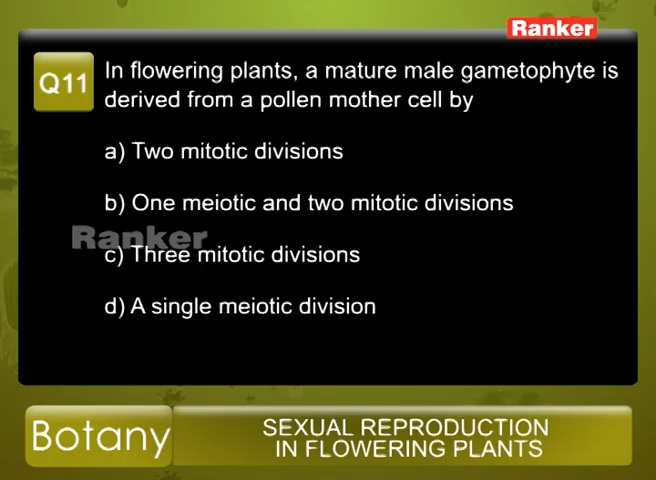 Ranker
Q11
In flowering plants, a mature male gametophyte is
derived from a pollen mother cell by
a) Two mitotic divisions
b) One meiotic and two mitotic divisions
Ranker
c) Three mitotic divisions
d) A single meiotic division
Botany
SEXUAL REPRODUCTION
IN FLOWERING PLANTS